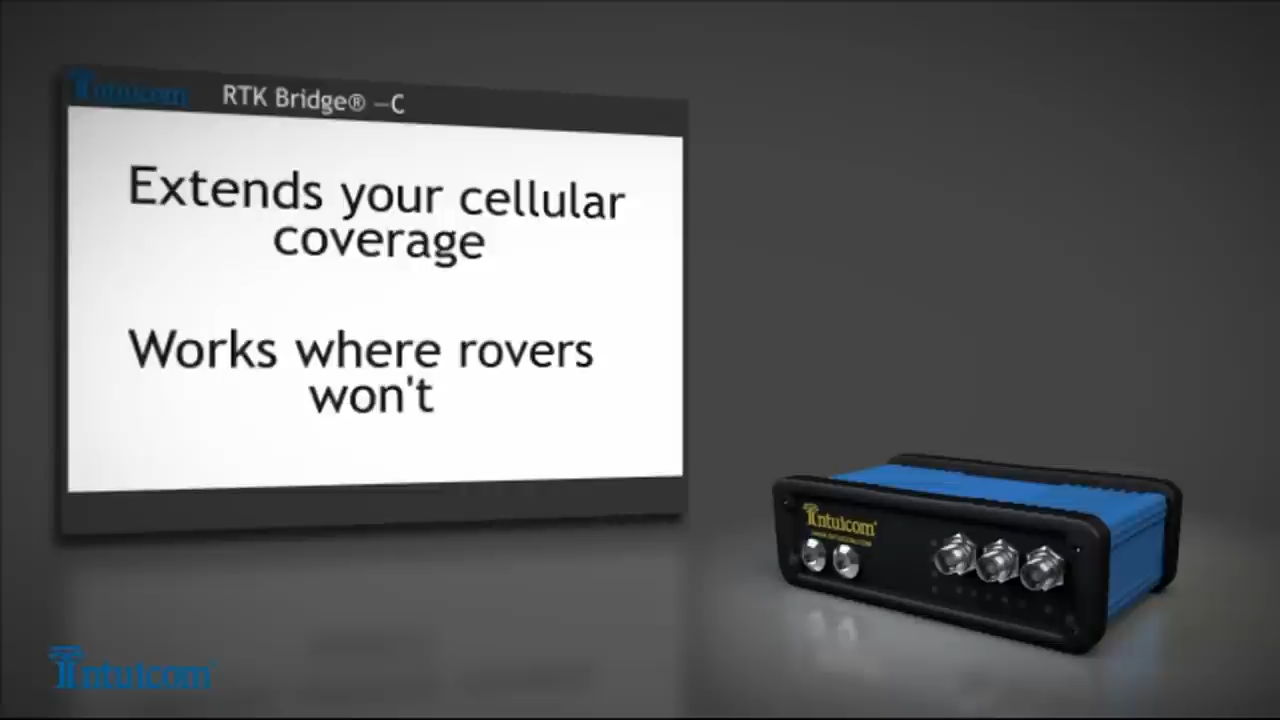 Intuicom RTK Bridge® –C
Extends your cellular
coverage
Works where rovers
won't
Intuicom
Intuicom